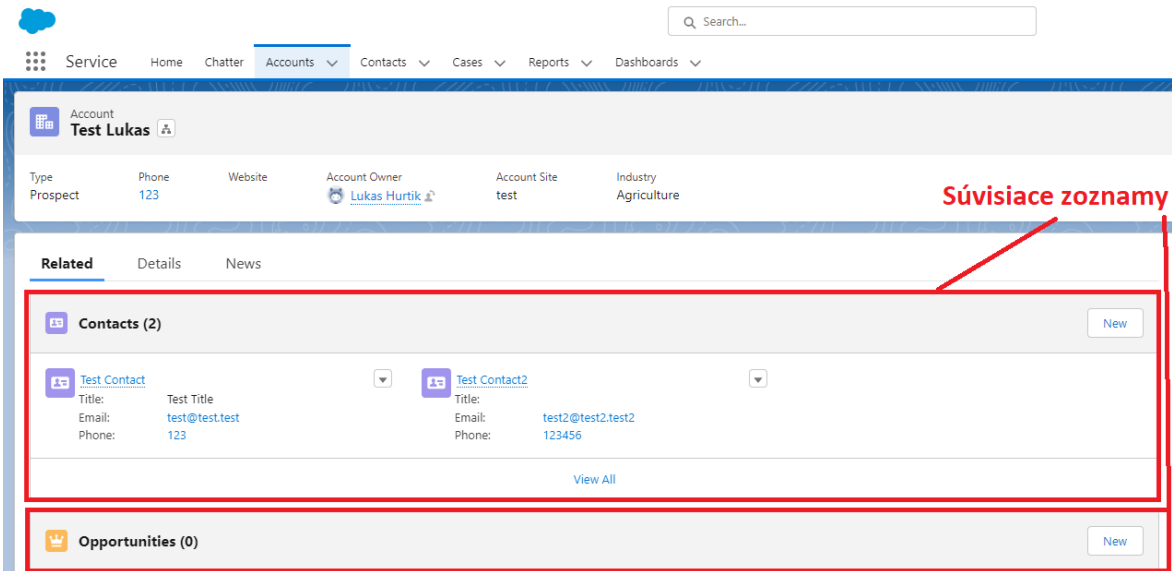 Search...
Service Home Chatter Accounts Contacts Cases Reports Dashboards
Account
Test Lukas
Type Phone Website Account Owner Account Site Industry
Prospect 123 Lukas Hurtik test Agriculture
Súvisiace zoznamy
Related Details News
Contacts (2) New
Test Contact Test Contact2
Title: Test Title Title:
Email: test@test.test Email: test2@test2.test2
Phone: 123 Phone: 123456
View All
Opportunities (0) New